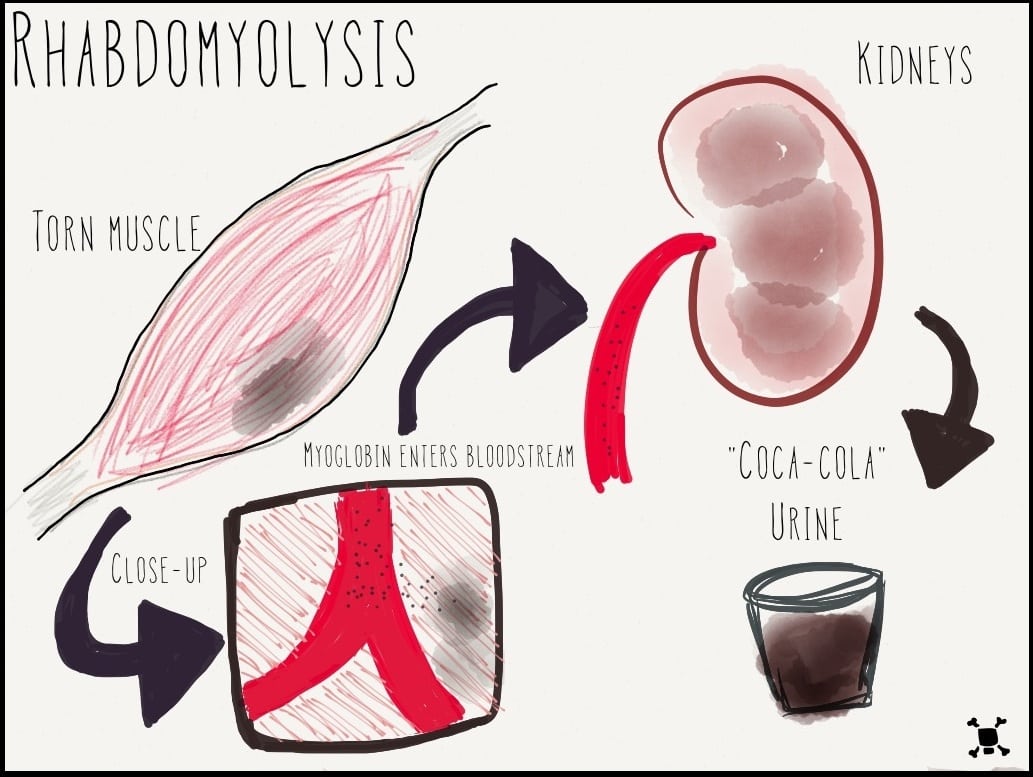 RHABDOMYOLYSIS
KIDNEYS
TORN MUSCLE
MYOGLOBIN ENTERS BLOODSTREAM
"COCA-COLA"
URINE
CLOSE-UP